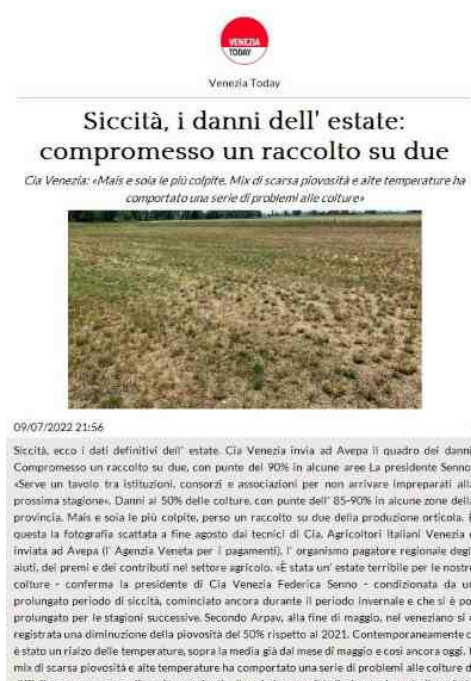 VENEZIA
TODAY
Venezia Today
Siccità, i danni dell' estate:
compromesso un raccolto su due
Cia Venezia: «Mais e soia le più colpite. Mix di scarsa piovosità e alte temperature ha
comportato una serie di problemi alle colture»
09/07/2022 21:56
Siccità, ecco i dati definitivi dell' estate. Cia Venezia invia ad Avepa il quadro dei danni
Compromesso un raccolto su due, con punte del 90% in alcune aree La presidente Senno:
«Serve un tavolo tra istituzioni, consorzi e associazioni per non arrivare impreparati alla
prossima stagione». Danni al 50% delle colture, con punte dell' 85-90% in alcune zone della
provincia. Mais e soia le più colpite, perso un raccolto su due della produzione orticola. È
questa la fotografia scattata a fine agosto dai tecnici di Cia, Agricoltori Italiani Venezia e
inviata ad Avepa (l' Agenzia Veneta per i pagamenti), l' organismo pagatore regionale degli
aiuti, dei premi e dei contributi nel settore agricolo. «È stata un' estate terribile per le nostre
colture - conferma la presidente di Cia Venezia Federica Senno - condizionata da un
prolungato periodo di siccità, cominciato ancora durante il periodo invernale e che si è poi
prolungato per le stagioni successive. Secondo Arpav, alla fine di maggio, nel veneziano si è
registrata una diminuzione della piovosità del 50% rispetto al 2021. Contemporaneamente c'
è stato un rialzo delle temperature, sopra la media già dal mese di maggio e così ancora oggi. Il
mix di scarsa piovosità e alte temperature ha comportato una serie di problemi alle colture di